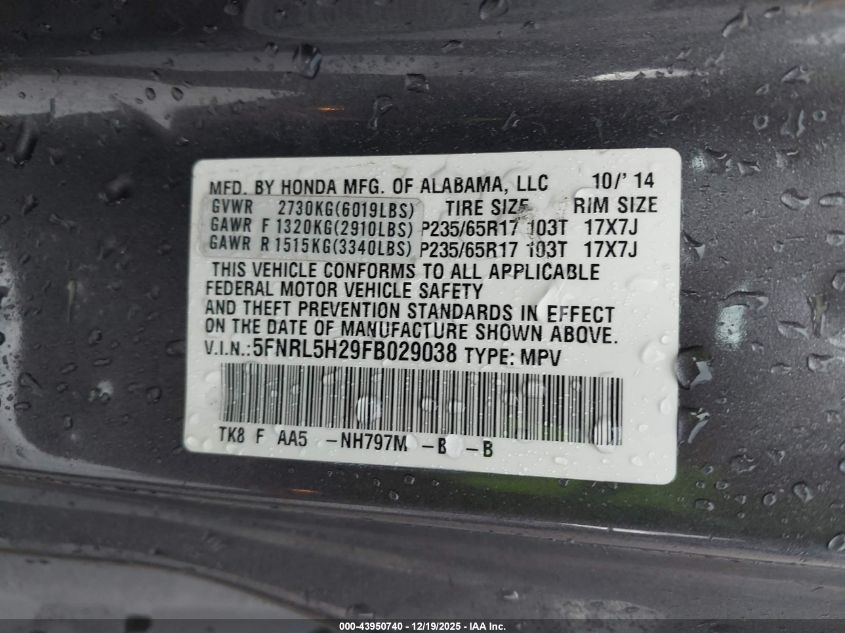 MFD. BY HONDA MFG. OF ALABAMA, LLC 10/'14
GVWR 2730KG(6019LBS) TIRE SIZE RIM SIZE
GAWR F 1320KG(2910LBS) P235/65R17 103T 17X7J
GAWR R 1515KG(3340LBS) P235/65R17 103T 17X7J
THIS VEHICLE CONFORMS TO ALL APPLICABLE
FEDERAL MOTOR VEHICLE SAFETY
AND THEFT PREVENTION STANDARDS IN EFFECT
ON THE DATE OF MANUFACTURE SHOWN ABOVE.
V.I.N.:5FNRL5H29FB029038 TYPE: MPV
TK8 F AA5 -NH797M -B -B
000-43950740 | 12/19/2025 - IAA Inc.